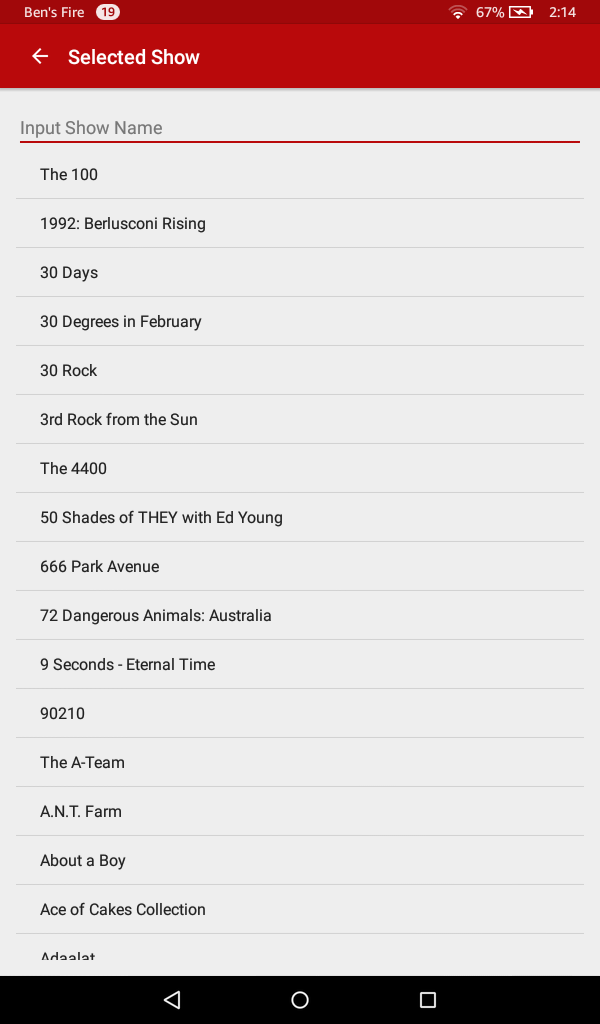 Ben's Fire 19 67% 2:14
Selected Show
Input Show Name
The 100
1992: Berlusconi Rising
30 Days
30 Degrees in February
30 Rock
3rd Rock from the Sun
The 4400
50 Shades of THEY with Ed Young
666 Park Avenue
72 Dangerous Animals: Australia
9 Seconds - Eternal Time
90210
The A-Team
A.N.T. Farm
About a Boy
Ace of Cakes Collection
Adaalat